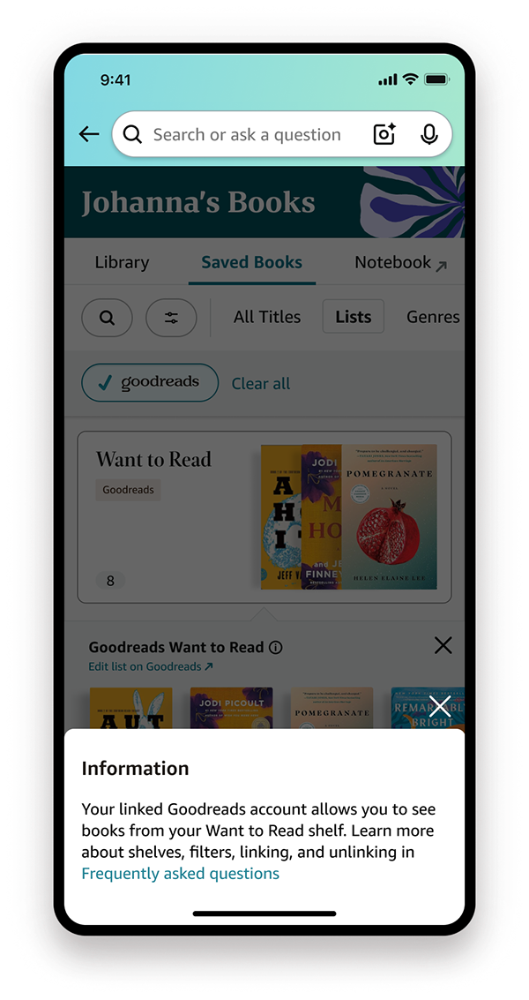 9:41
Search or ask a question
Johanna's Books
Library Saved Books Notebook
All Titles Lists Genres
goodreads Clear all
Want to Read
Goodreads
8
JODI
POMEGRANATE
A NOVEL
HELEN ELAINE LEE
Goodreads Want to Read
Edit list on Goodreads
JODI PICOULT
POMEGRANATE
BRIGHT
Information
Your linked Goodreads account allows you to see
books from your Want to Read shelf. Learn more
about shelves, filters, linking, and unlinking in
Frequently asked questions